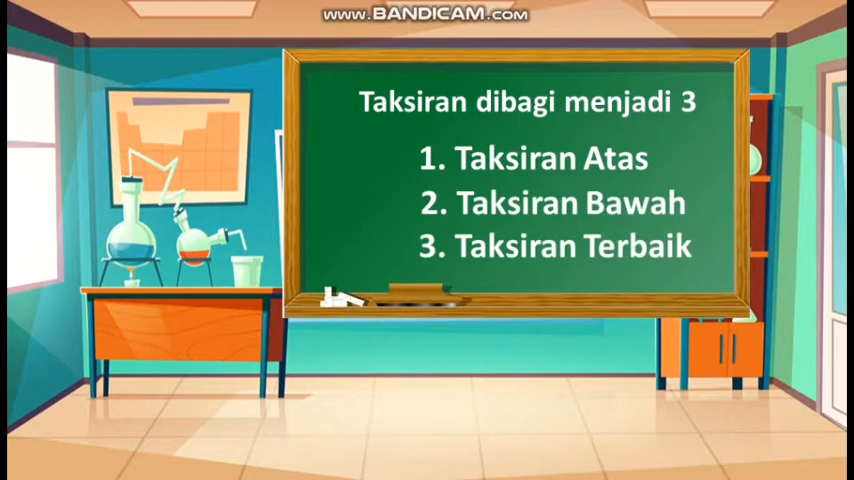 www.BANDICAM.com
Taksiran dibagi menjadi 3
1. Taksiran Atas
2. Taksiran Bawah
3. Taksiran Terbaik